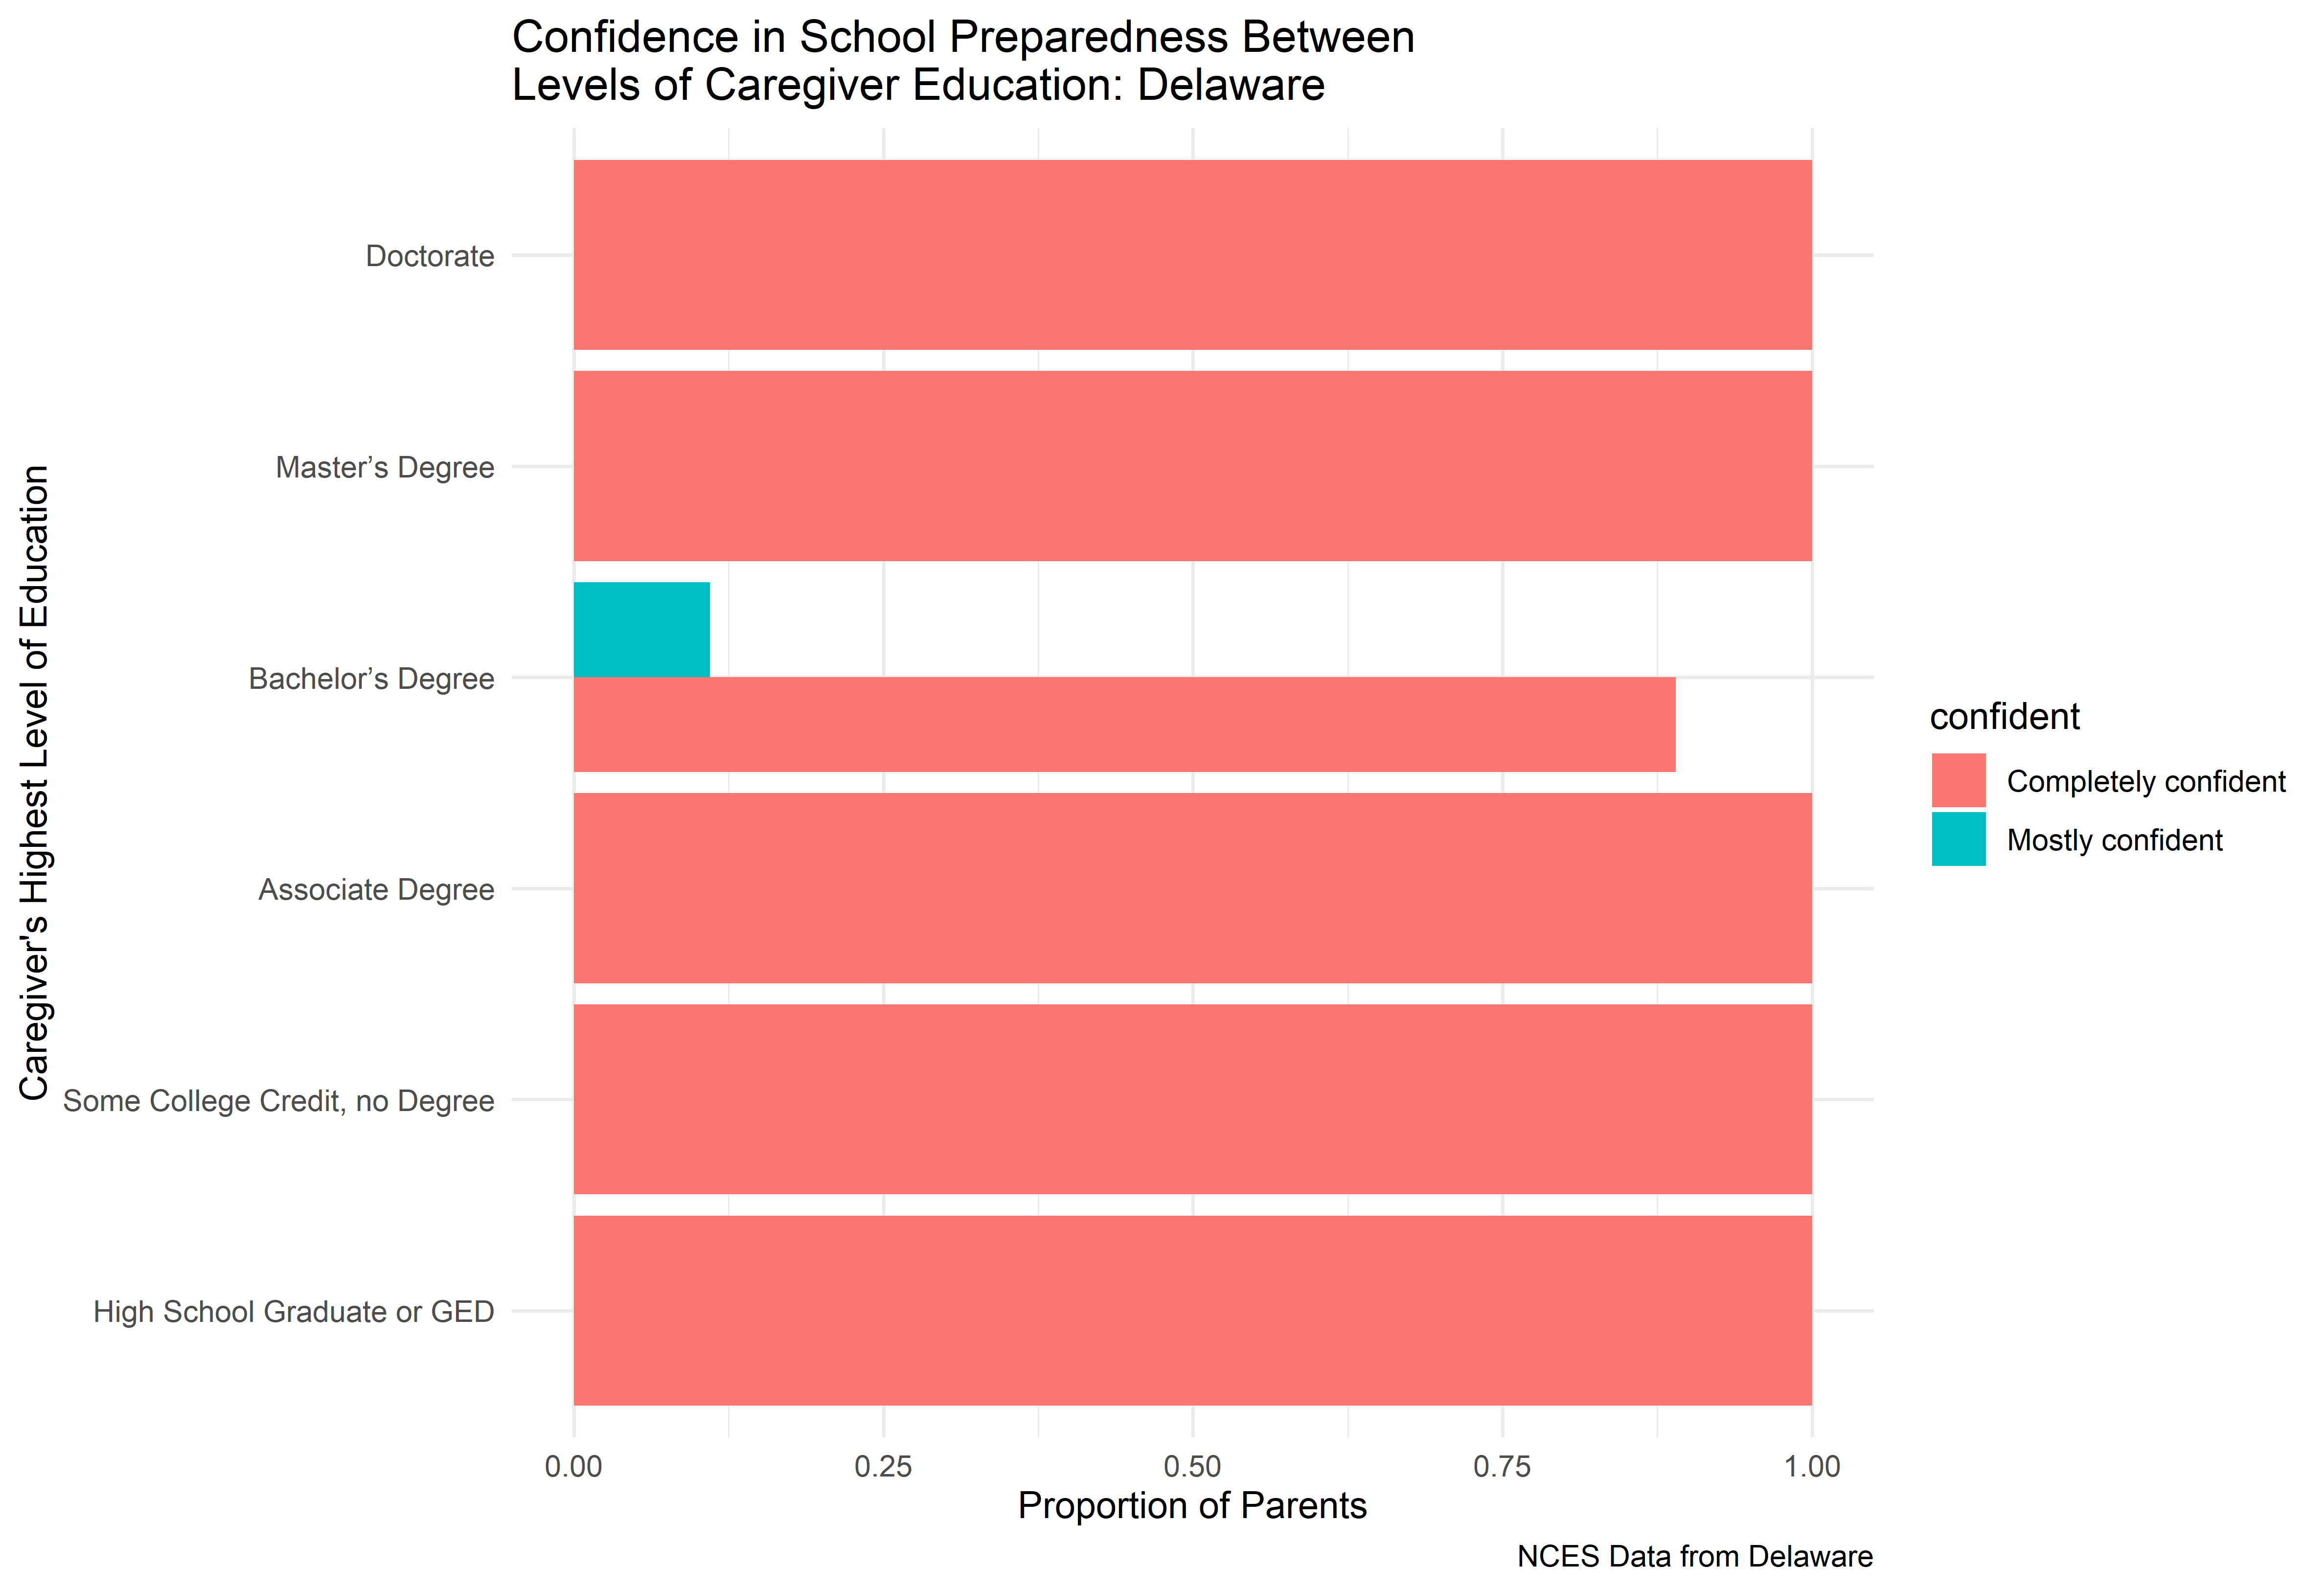 Confidence in School Preparedness Between
Levels of Caregiver Education: Delaware
Caregiver's Highest Level of Education
Doctorate
Master’s Degree
Bachelor’s Degree
Associate Degree
Some College Credit, no Degree
High School Graduate or GED
0.00 0.25 0.50 0.75 1.00
Proportion of Parents
confident
Completely confident
Mostly confident
NCES Data from Delaware